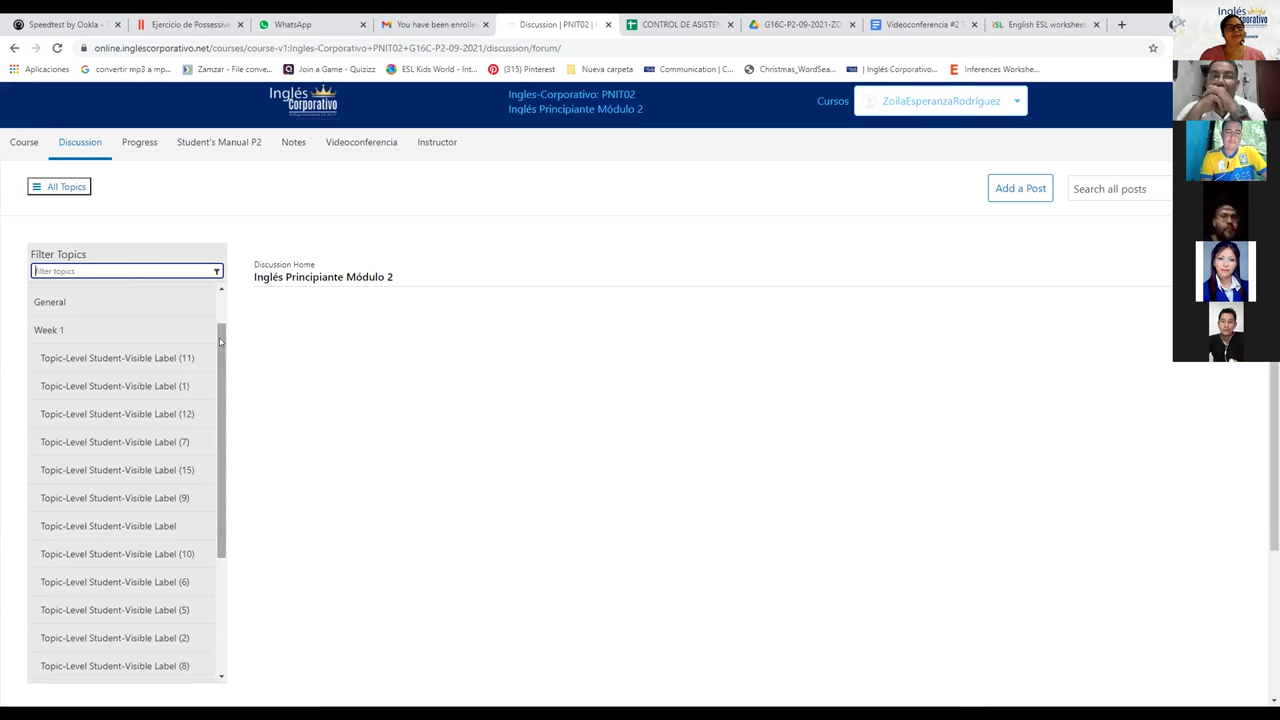 Speedtest by Ookla - T
Ejercicio de Possessive
WhatsApp
You have been enrolle
Discussion | PNIT02 |
CONTROL DE ASISTEN
G16C-P2-09-2021-ZO
Videoconferencia #2
English ESL worksheet
online.inglescorporativo.net/courses/course-v1:Ingles-Corporativo+PNIT02+G16C-P2-09-2021/discussion/forum/
Aplicaciones
convertir mp3 a mp...
Zamzar - File conve...
Join a Game - Quizizz
ESL Kids World - Int...
(315) Pinterest
Nueva carpeta
Communication | C...
Christmas_WordSea...
| Inglés Corporativo...
Inferences Workshe...
Inglés
Corporativo
Ingles-Corporativo: PNIT02
Inglés Principiante Módulo 2
Cursos
ZoilaEsperanzaRodríguez
Course
Discussion
Progress
Student's Manual P2
Notes
Videoconferencia
Instructor
All Topics
Add a Post
Search all posts
Filter Topics
filter topics
General
Week 1
Topic-Level Student-Visible Label (11)
Topic-Level Student-Visible Label (1)
Topic-Level Student-Visible Label (12)
Topic-Level Student-Visible Label (7)
Topic-Level Student-Visible Label (15)
Topic-Level Student-Visible Label (9)
Topic-Level Student-Visible Label
Topic-Level Student-Visible Label (10)
Topic-Level Student-Visible Label (6)
Topic-Level Student-Visible Label (5)
Topic-Level Student-Visible Label (2)
Topic-Level Student-Visible Label (8)
Discussion Home
Inglés Principiante Módulo 2